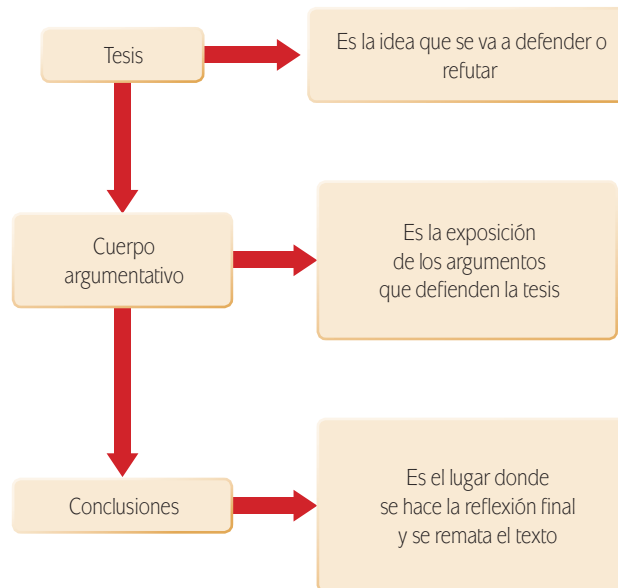 Tesis
Es la idea que se va a defender o
refutar
Cuerpo
argumentativo
Es la exposición
de los argumentos
que defienden la tesis
Conclusiones
Es el lugar donde
se hace la reflexión final
y se remata el texto